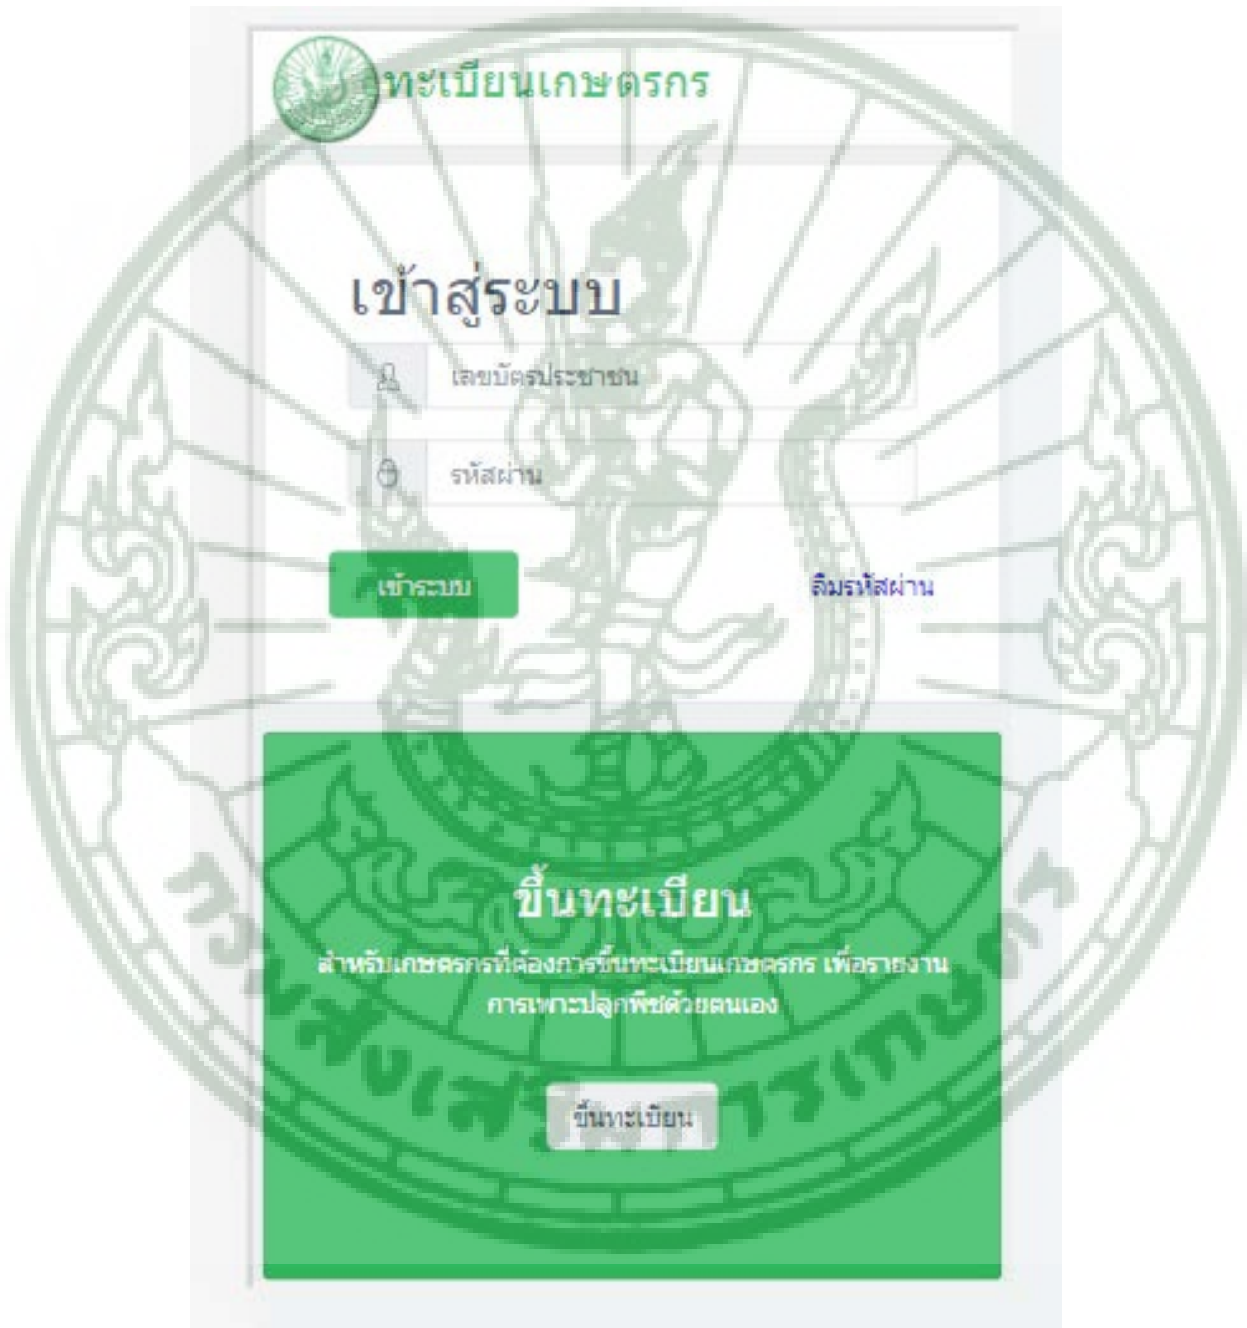 ทะเบียนเกษตรกร
เข้าสู่ระบบ
เลขบัตรประชาชน
รหัสผ่าน
เข้าระบบ
ลืมรหัสผ่าน
ขึ้นทะเบียน
สำหรับเกษตรกรที่ต้องการขึ้นทะเบียนเกษตรกร เพื่อรายงาน
การเพาะปลูกพืชด้วยตนเอง
ขึ้นทะเบียน
กรมส่งเสริมการเกษตร